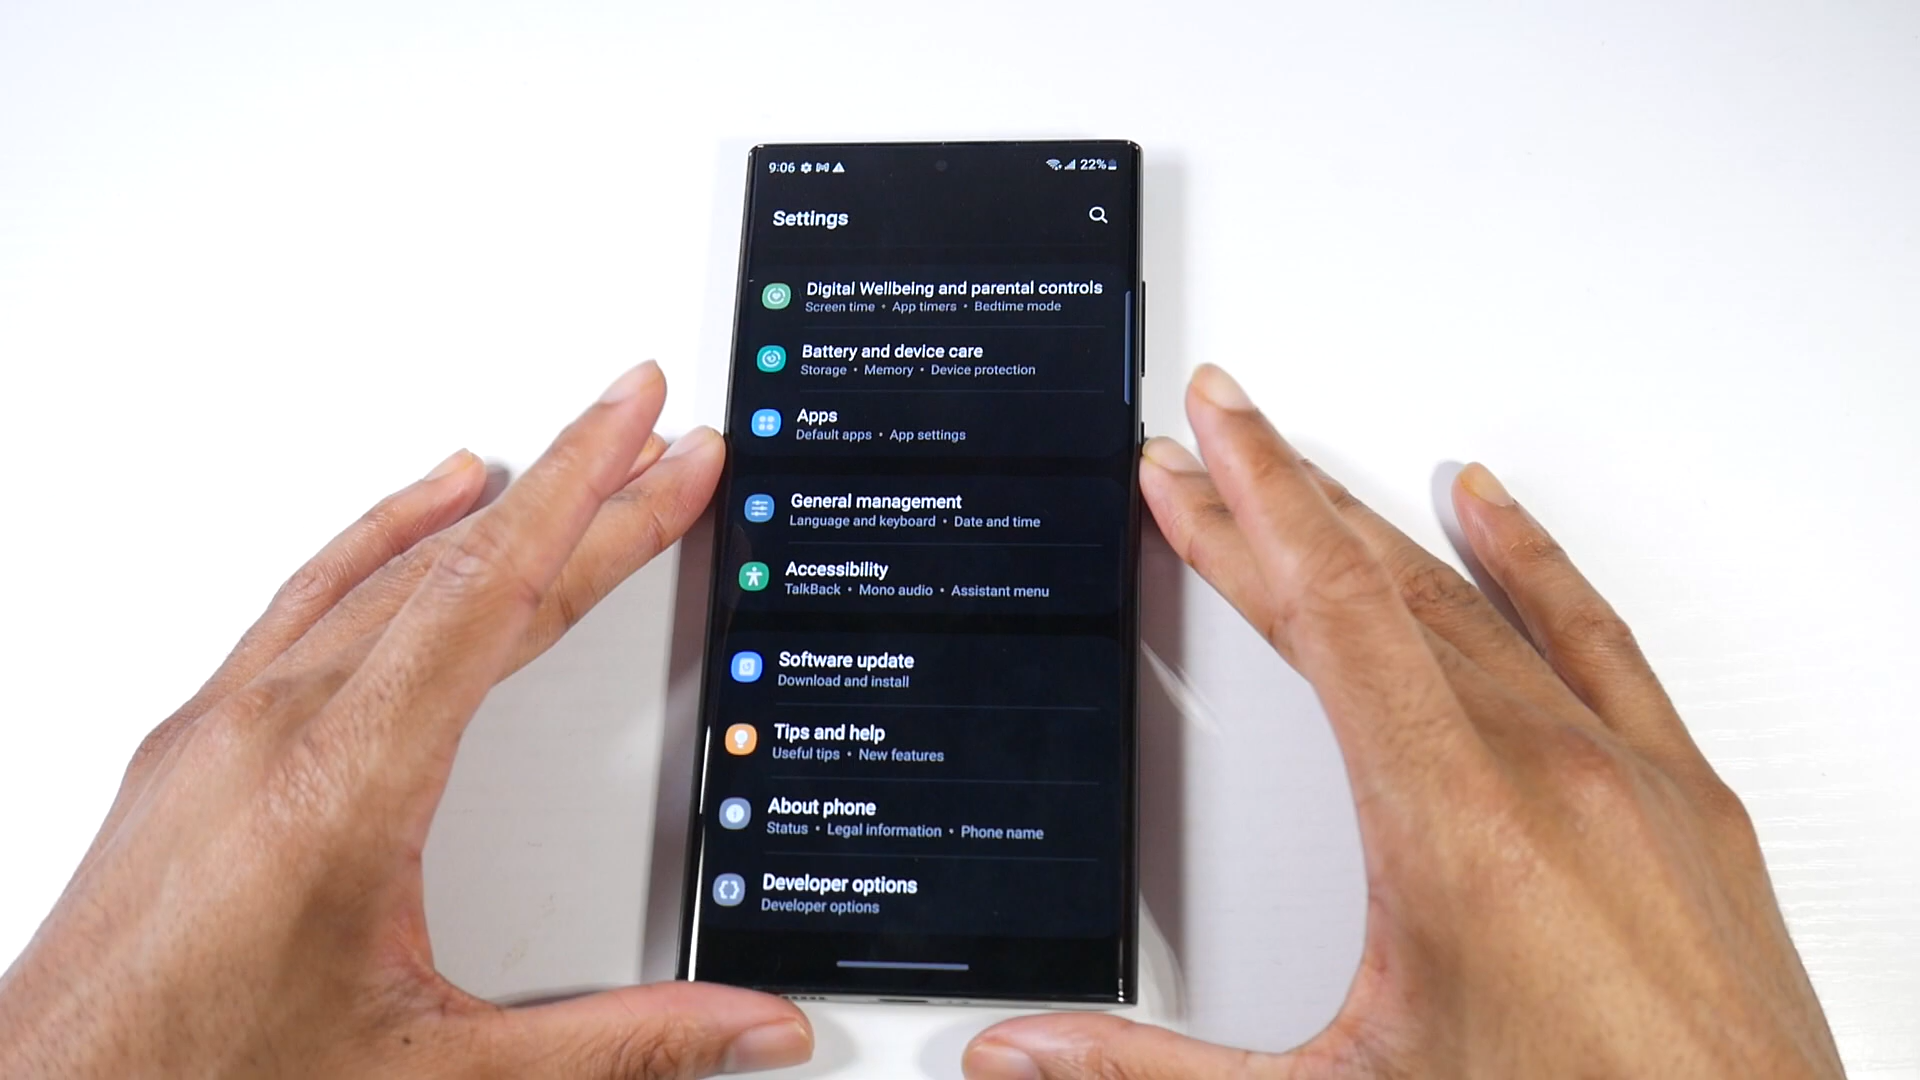 9:06 22%
Settings
Digital Wellbeing and parental controls
Screen time • App timers • Bedtime mode
Battery and device care
Storage • Memory • Device protection
Apps
Default apps • App settings
General management
Language and keyboard • Date and time
Accessibility
TalkBack • Mono audio • Assistant menu
Software update
Download and install
Tips and help
Useful tips • New features
About phone
Status • Legal information • Phone name
Developer options
Developer options